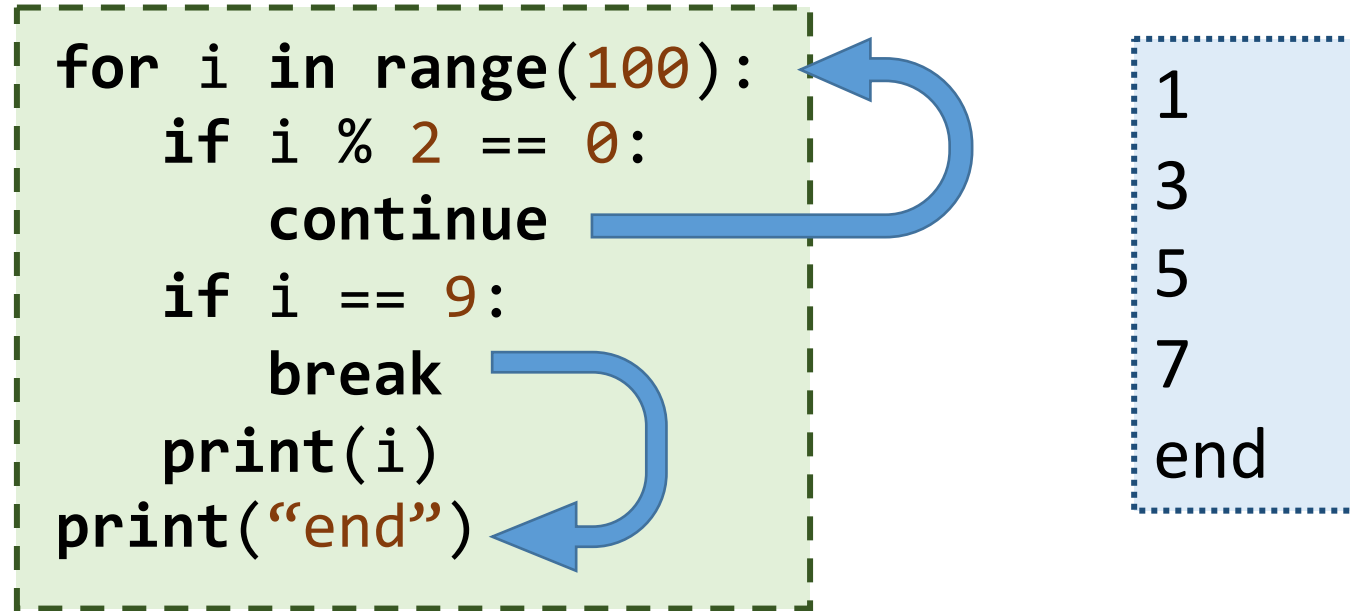 for i in range(100):
if i % 2 == 0:
continue
if i == 9:
break
print(i)
print(“end”)
1
3
5
7
end